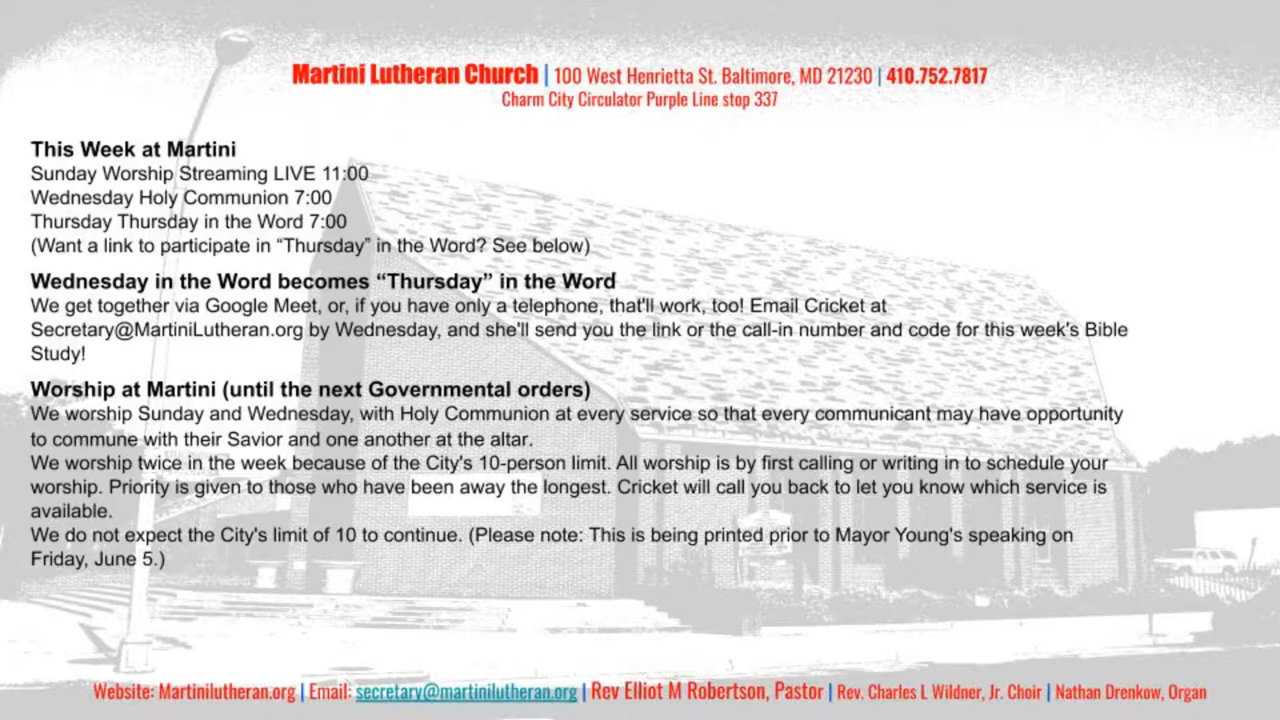 Martini Lutheran Church | 100 West Henrietta St. Baltimore, MD 21230 | 410.752.7817
Charm City Circulator Purple Line stop 337
This Week at Martini
Sunday Worship Streaming LIVE 11:00
Wednesday Holy Communion 7:00
Thursday Thursday in the Word 7:00
(Want a link to participate in “Thursday” in the Word? See below)
Wednesday in the Word becomes “Thursday” in the Word
We get together via Google Meet, or, if you have only a telephone, that'll work, too! Email Cricket at
Secretary@MartiniLutheran.org by Wednesday, and she'll send you the link or the call-in number and code for this week's Bible
Study!
Worship at Martini (until the next Governmental orders)
We worship Sunday and Wednesday, with Holy Communion at every service so that every communicant may have opportunity
to commune with their Savior and one another at the altar.
We worship twice in the week because of the City's 10-person limit. All worship is by first calling or writing in to schedule your
worship. Priority is given to those who have been away the longest. Cricket will call you back to let you know which service is
available.
We do not expect the City's limit of 10 to continue. (Please note: This is being printed prior to Mayor Young's speaking on
Friday, June 5.)
Website: Martinilutheran.org | Email: secretary@martinilutheran.org | Rev Elliot M Robertson, Pastor | Rev. Charles L Wildner, Jr. Choir | Nathan Drenkow, Organ